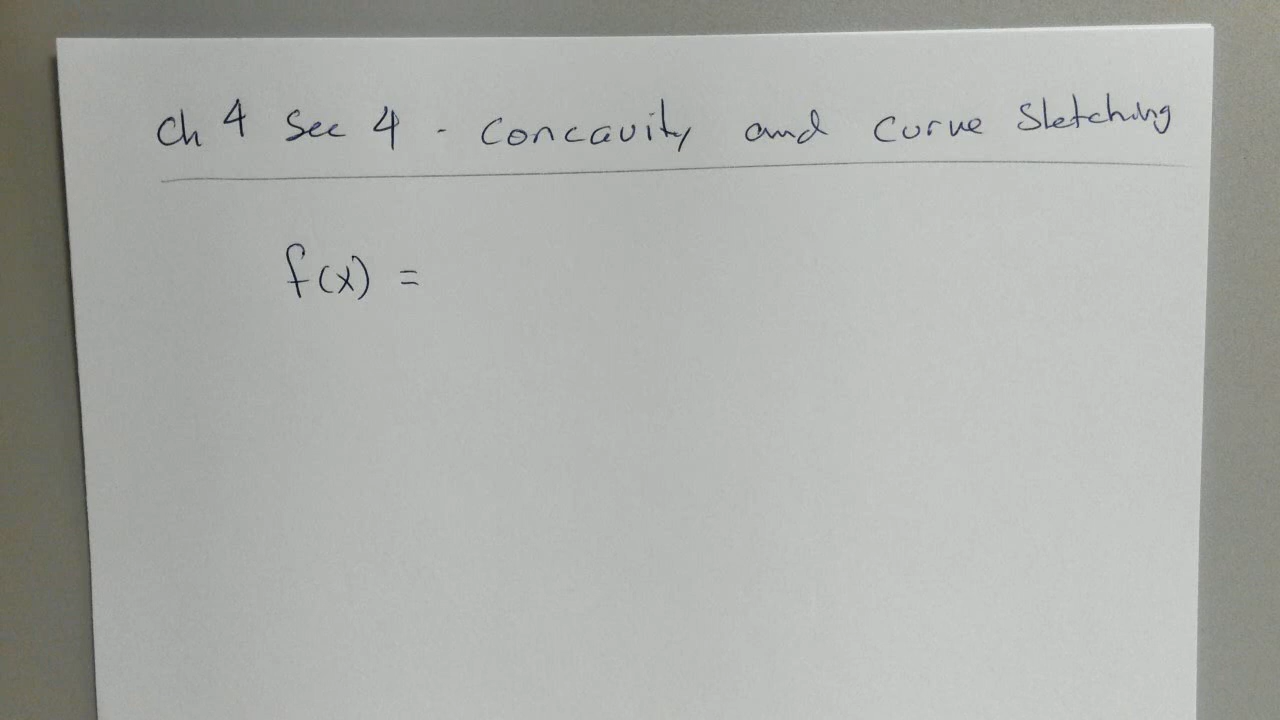 Ch 4 Sec 4 - Concavity and Curve Sketching
f(x) =